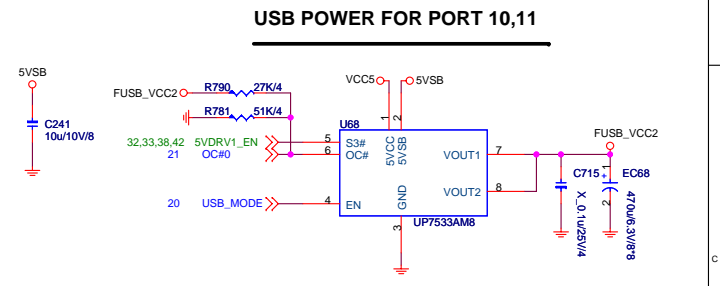 USB POWER FOR PORT 10,11
5VSB
C241
10u/10V/8
FUSB_VCC2
R790 27K/4
R781 51K/4
VCC5 5VSB
U68
32,33,38,42 5VDRV1_EN
21 OC#0
20 USB_MODE
5 S3#
6 OC#
4 EN
1 5VCC
2 5VSB
3 GND
VOUT1 7
VOUT2 8
UP7533AM8
FUSB_VCC2
C715
X_0.1u/25V/4
+ 1
2
EC68
470u/6.3V/8*8
C